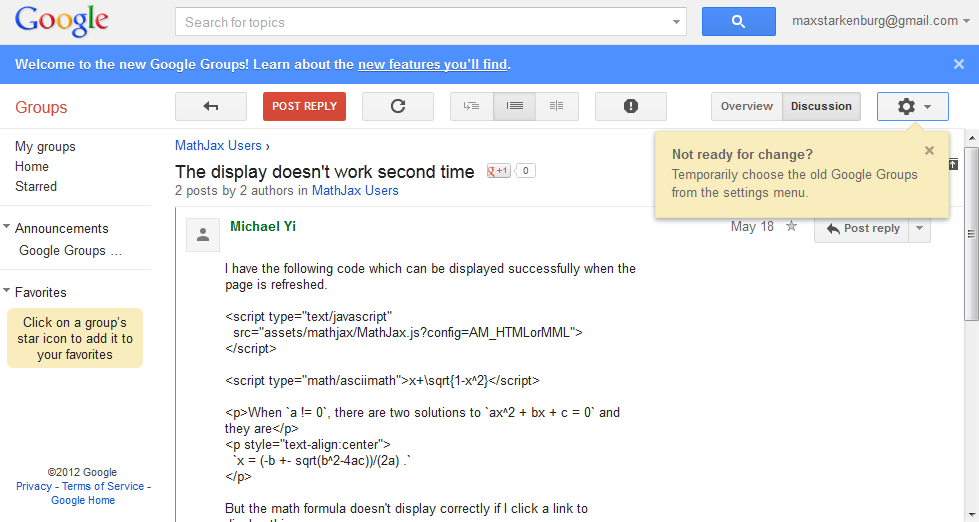 Google
Search for topics
maxstarkenburg@gmail.com
Welcome to the new Google Groups! Learn about the new features you'll find.
Groups
POST REPLY
Overview
Discussion
My groups
Home
Starred
Announcements
Google Groups …
Favorites
Click on a group's
star icon to add it to
your favorites
©2012 Google
Privacy - Terms of Service -
Google Home
MathJax Users ›
The display doesn't work second time
+1
0
2 posts by 2 authors in MathJax Users
Not ready for change?
Temporarily choose the old Google Groups
from the settings menu.
Michael Yi
May 18
Post reply
I have the following code which can be displayed successfully when the
page is refreshed.
<script type="text/javascript"
src="assets/mathjax/MathJax.js?config=AM_HTMLorMML">
</script>
<script type="math/asciimath">x+\sqrt{1-x^2}</script>
<p>When `a != 0`, there are two solutions to `ax^2 + bx + c = 0` and
they are</p>
<p style="text-align:center">
`x = (-b +- sqrt(b^2-4ac))/(2a) .`
</p>
But the math formula doesn't display correctly if I click a link to